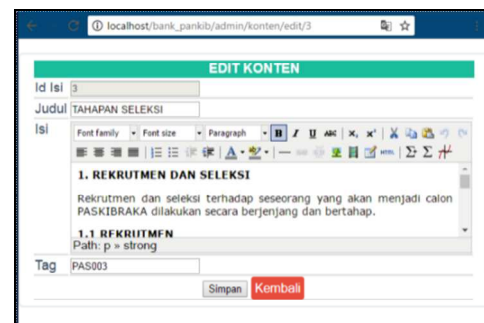 localhost/bank_pankib/admin/konten/edit/3
EDIT KONTEN
Id Isi 3
Judul TAHAPAN SELEKSI
Isi Font family Font size Paragraph B I U ABC x, x' 
HTML Σ Σ
1. REKRUTMEN DAN SELEKSI
Rekrutmen dan seleksi terhadap seseorang yang akan menjadi calon
PASKIBRAKA dilakukan secara berjenjang dan bertahap.
1.1 REKRUTMEN
Path: p » strong
Tag PAS003
Simpan Kembali